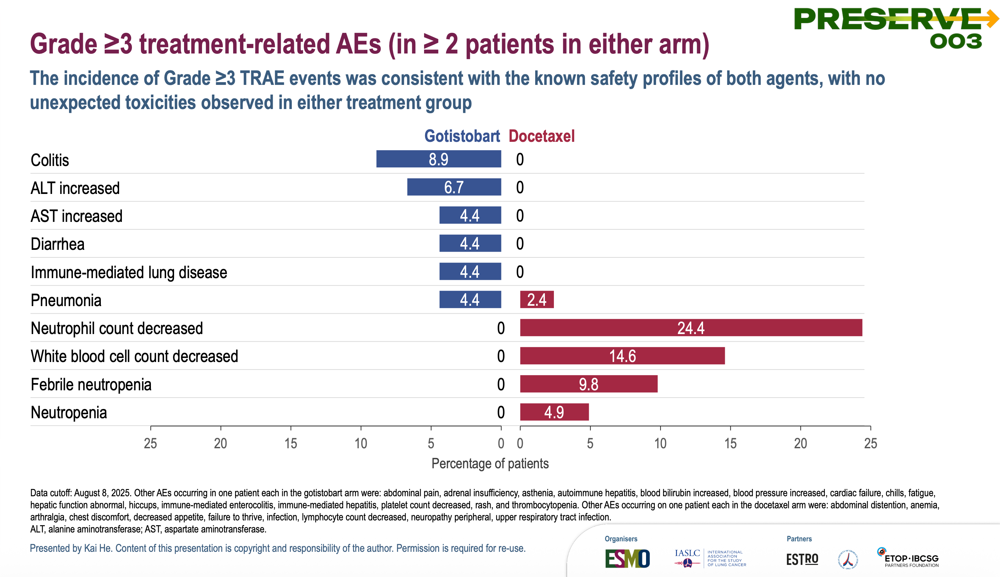 PRESERVE
003
Grade ≥3 treatment-related AEs (in ≥ 2 patients in either arm)
The incidence of Grade ≥3 TRAE events was consistent with the known safety profiles of both agents, with no
unexpected toxicities observed in either treatment group
Gotistobart Docetaxel
Colitis 8.9 0
ALT increased 6.7 0
AST increased 4.4 0
Diarrhea 4.4 0
Immune-mediated lung disease 4.4 0
Pneumonia 4.4 2.4
Neutrophil count decreased 0 24.4
White blood cell count decreased 0 14.6
Febrile neutropenia 0 9.8
Neutropenia 0 4.9
25 20 15 10 5 0 0 5 10 15 20 25
Percentage of patients
Data cutoff: August 8, 2025. Other AEs occurring in one patient each in the gotistobart arm were: abdominal pain, adrenal insufficiency, asthenia, autoimmune hepatitis, blood bilirubin increased, blood pressure increased, cardiac failure, chills, fatigue,
hepatic function abnormal, hiccups, immune-mediated enterocolitis, immune-mediated hepatitis, platelet count decreased, rash, and thrombocytopenia. Other AEs occurring on one patient each in the docetaxel arm were: abdominal distention, anemia,
arthralgia, chest discomfort, decreased appetite, failure to thrive, infection, lymphocyte count decreased, neuropathy peripheral, upper respiratory tract infection.
ALT, alanine aminotransferase; AST, aspartate aminotransferase.
Presented by Kai He. Content of this presentation is copyright and responsibility of the author. Permission is required for re-use.
Organisers
ESMO
IASLC
INTERNATIONAL
ASSOCIATION
FOR THE STUDY
OF LUNG CANCER
Partners
ESTRO
ETOP·IBCSG
PARTNERS FOUNDATION